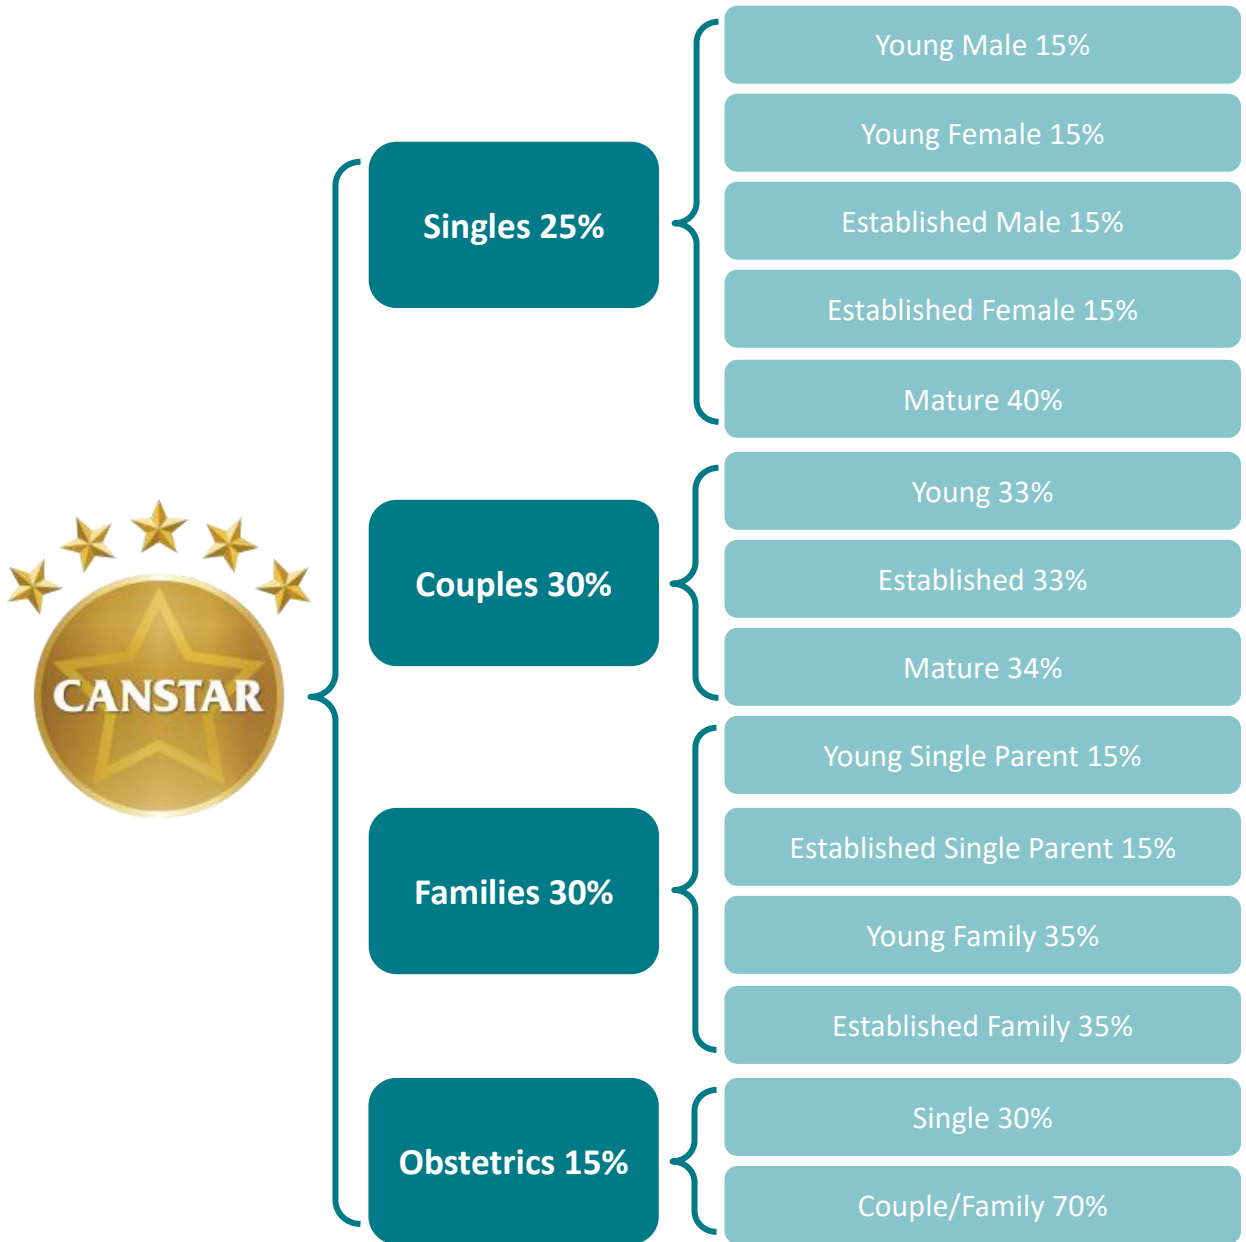 CANSTAR
Singles 25%
Young Male 15%
Young Female 15%
Established Male 15%
Established Female 15%
Mature 40%
Couples 30%
Young 33%
Established 33%
Mature 34%
Families 30%
Young Single Parent 15%
Established Single Parent 15%
Young Family 35%
Established Family 35%
Obstetrics 15%
Single 30%
Couple/Family 70%